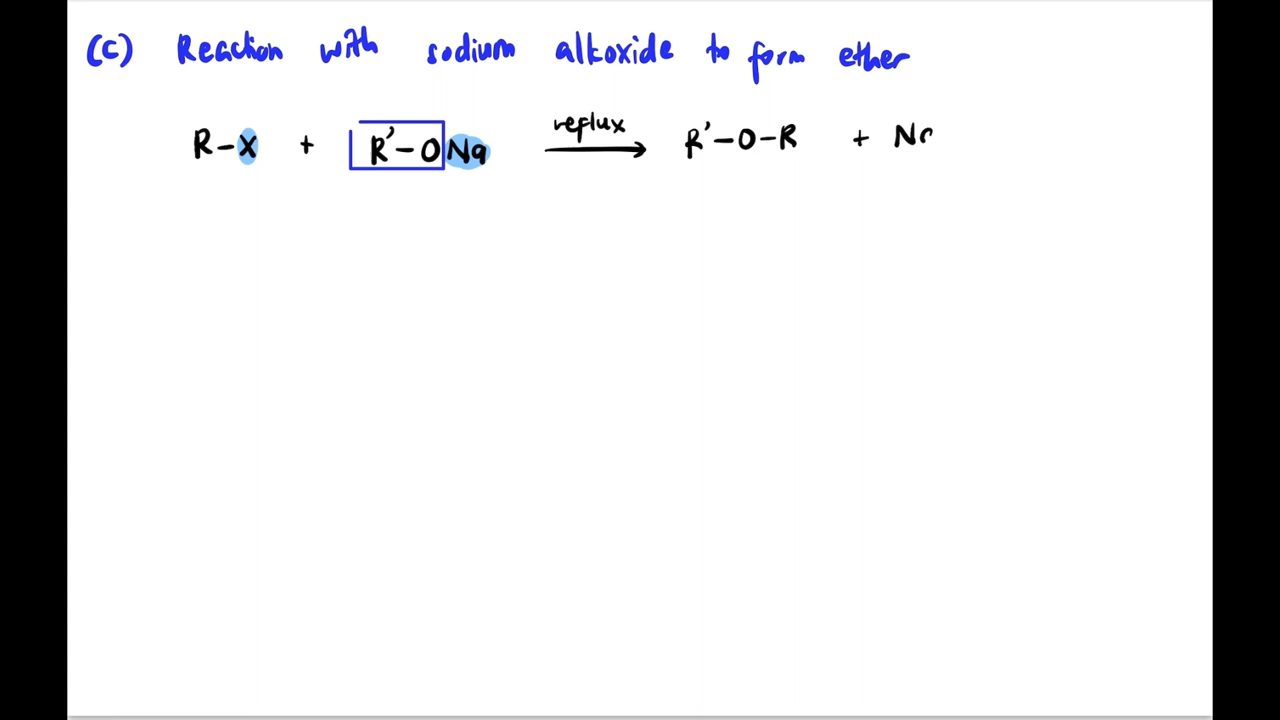 (C) Reaction with sodium alkoxide to form ether
reflux
R-X + R'-ONa → R'-O-R + Na